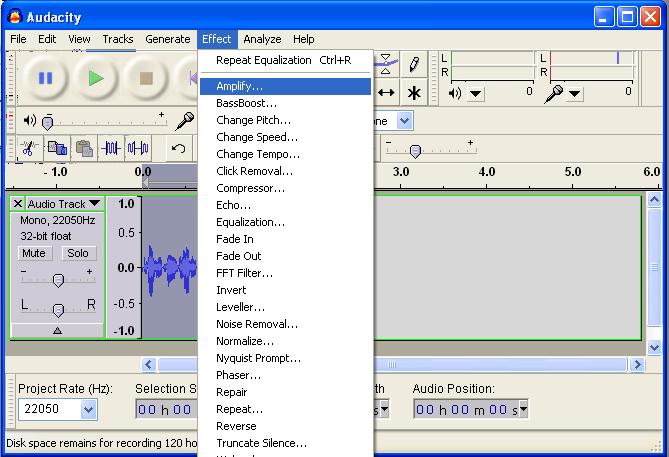 Audacity
File Edit View Tracks Generate Effect Analyze Help
Repeat Equalization Ctrl+R
Amplify...
BassBoost...
Change Pitch...
Change Speed...
Change Tempo...
Click Removal...
Compressor...
Echo...
Equalization...
Fade In
Fade Out
FFT Filter...
Invert
Leveller...
Noise Removal...
Normalize...
Nyquist Prompt...
Phaser...
Repair
Repeat...
Reverse
Truncate Silence...
L
R
L
R
- 1.0 0.0 3.0 4.0 5.0 6.0
Audio Track
Mono, 22050Hz
32-bit float
Mute Solo
- +
L R
1.0
0.5
0.0
-0.5
-1.0
Project Rate (Hz):
22050
Selection S
00 h 00
Audio Position:
00 h 00 m 00 s
Disk space remains for recording 120 ho